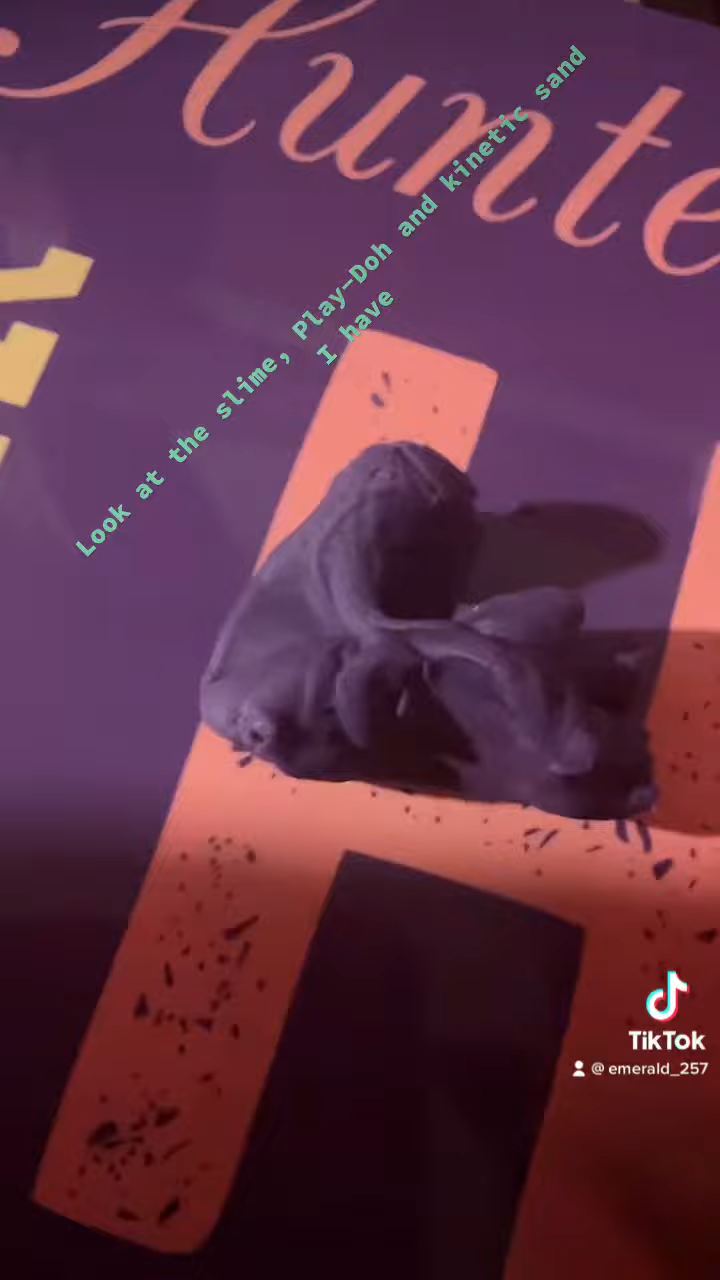 Hunte
Look at the slime, Play-Doh and kinetic sand
I have
H
TikTok
@emerald_257